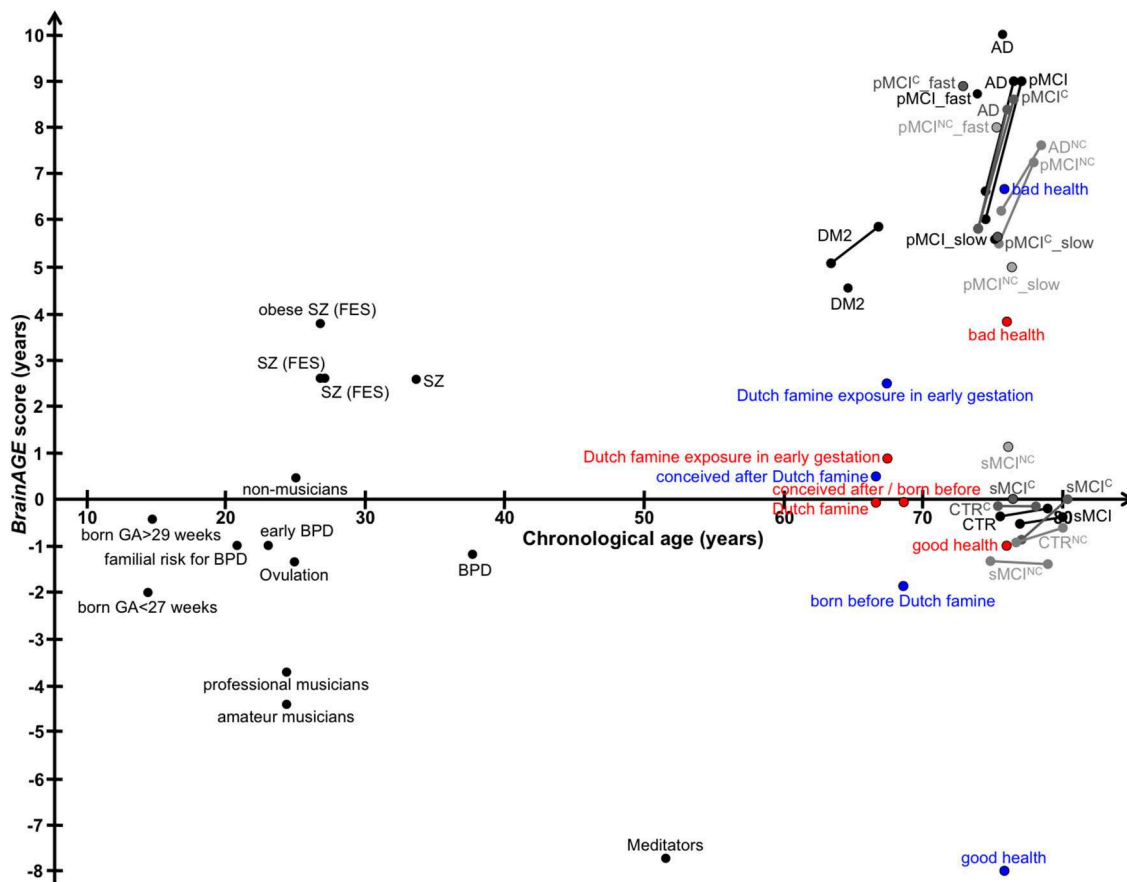 10
AD
9
pMCIᶜ_fast
AD
pMCI
pMCI_fast
pMCIᶜ
AD
8
pMCIᴺᶜ_fast
ADᴺᶜ
pMCIᴺᶜ
7
bad health
6
DM2
pMCI_slow
pMCIᶜ_slow
5
pMCIᴺᶜ_slow
DM2
obese SZ (FES)
4
bad health
3
SZ (FES)
SZ
SZ (FES)
Dutch famine exposure in early gestation
2
1
Dutch famine exposure in early gestation
sMCIᴺᶜ
conceived after Dutch famine
non-musicians
conceived after / born before
Dutch famine
sMCIᶜ
sMCIᶜ
0
10
20
30
40
50
60
70
80
CTRᶜ
CTR
sMCI
born GA>29 weeks
early BPD
Chronological age (years)
good health
CTRᴺᶜ
-1
familial risk for BPD
Ovulation
BPD
sMCIᴺᶜ
-2
born GA<27 weeks
born before Dutch famine
-3
-4
professional musicians
amateur musicians
-5
-6
-7
Meditators
good health
-8
BrainAGE score (years)